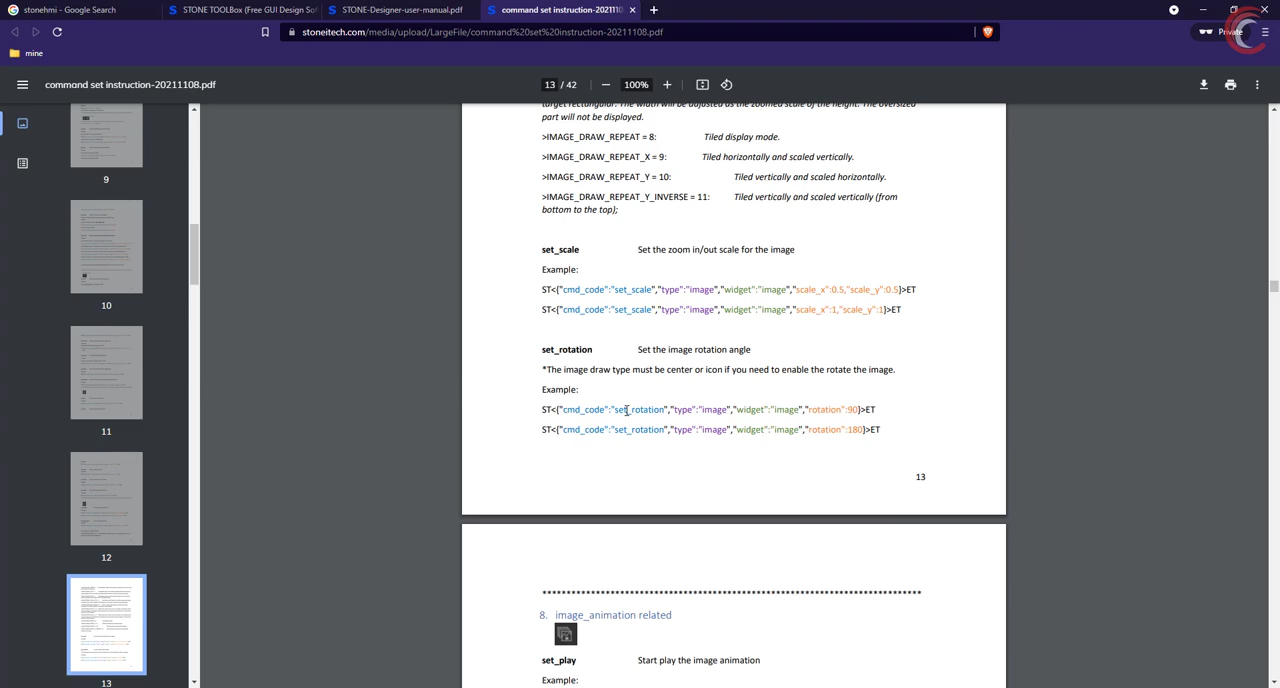 stonehmi - Google Search
STONE TOOLBox (Free GUI Design Sof
STONE-Designer-user-manual.pdf
command set instruction-20211108
stoneitech.com/media/upload/LargeFile/command%20set%20instruction-20211108.pdf
Private
mine
command set instruction-20211108.pdf
13 / 42
100%
9
10
11
12
13
target rectangular. The width will be adjusted as the zoomed scale of the height. The oversized
part will not be displayed.
>IMAGE_DRAW_REPEAT = 8: Tiled display mode.
>IMAGE_DRAW_REPEAT_X = 9: Tiled horizontally and scaled vertically.
>IMAGE_DRAW_REPEAT_Y = 10: Tiled vertically and scaled horizontally.
>IMAGE_DRAW_REPEAT_Y_INVERSE = 11: Tiled vertically and scaled vertically (from
bottom to the top);
set_scale Set the zoom in/out scale for the image
Example:
ST<{"cmd_code":"set_scale","type":"image","widget":"image","scale_x":0.5,"scale_y":0.5}>ET
ST<{"cmd_code":"set_scale","type":"image","widget":"image","scale_x":1,"scale_y":1}>ET
set_rotation Set the image rotation angle
*The image draw type must be center or icon if you need to enable the rotate the image.
Example:
ST<{"cmd_code":"set_rotation","type":"image","widget":"image","rotation":90}>ET
ST<{"cmd_code":"set_rotation","type":"image","widget":"image","rotation":180}>ET
13
********************************************************************************
8. image_animation related
set_play Start play the image animation
Example: